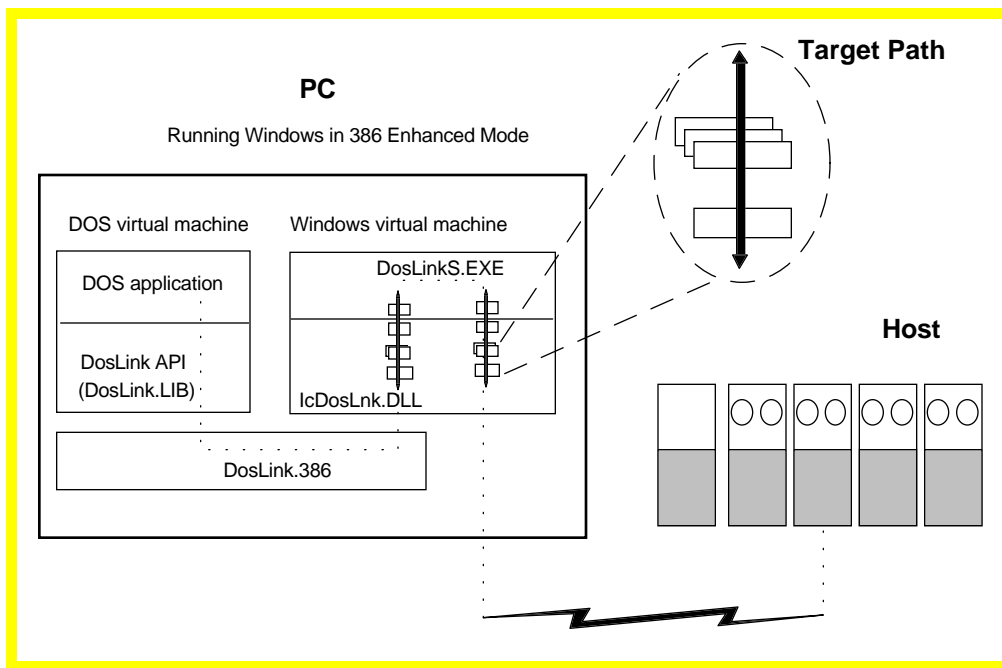 Target Path
PC
Running Windows in 386 Enhanced Mode
DOS virtual machine
Windows virtual machine
DOS application
DosLinkS.EXE
DosLink API
(DosLink.LIB)
IcDosLnk.DLL
DosLink.386
Host